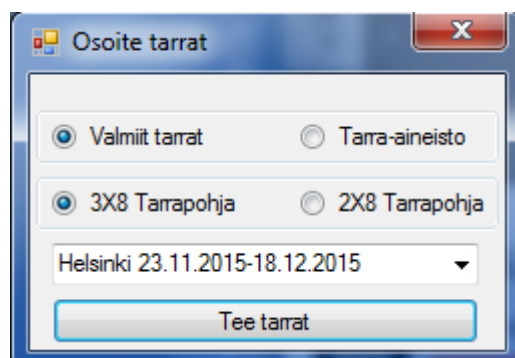 Osoite tarrat
Valmiit tarrat Tarra-aineisto
3X8 Tarrapohja 2X8 Tarrapohja
Helsinki 23.11.2015-18.12.2015
Tee tarrat